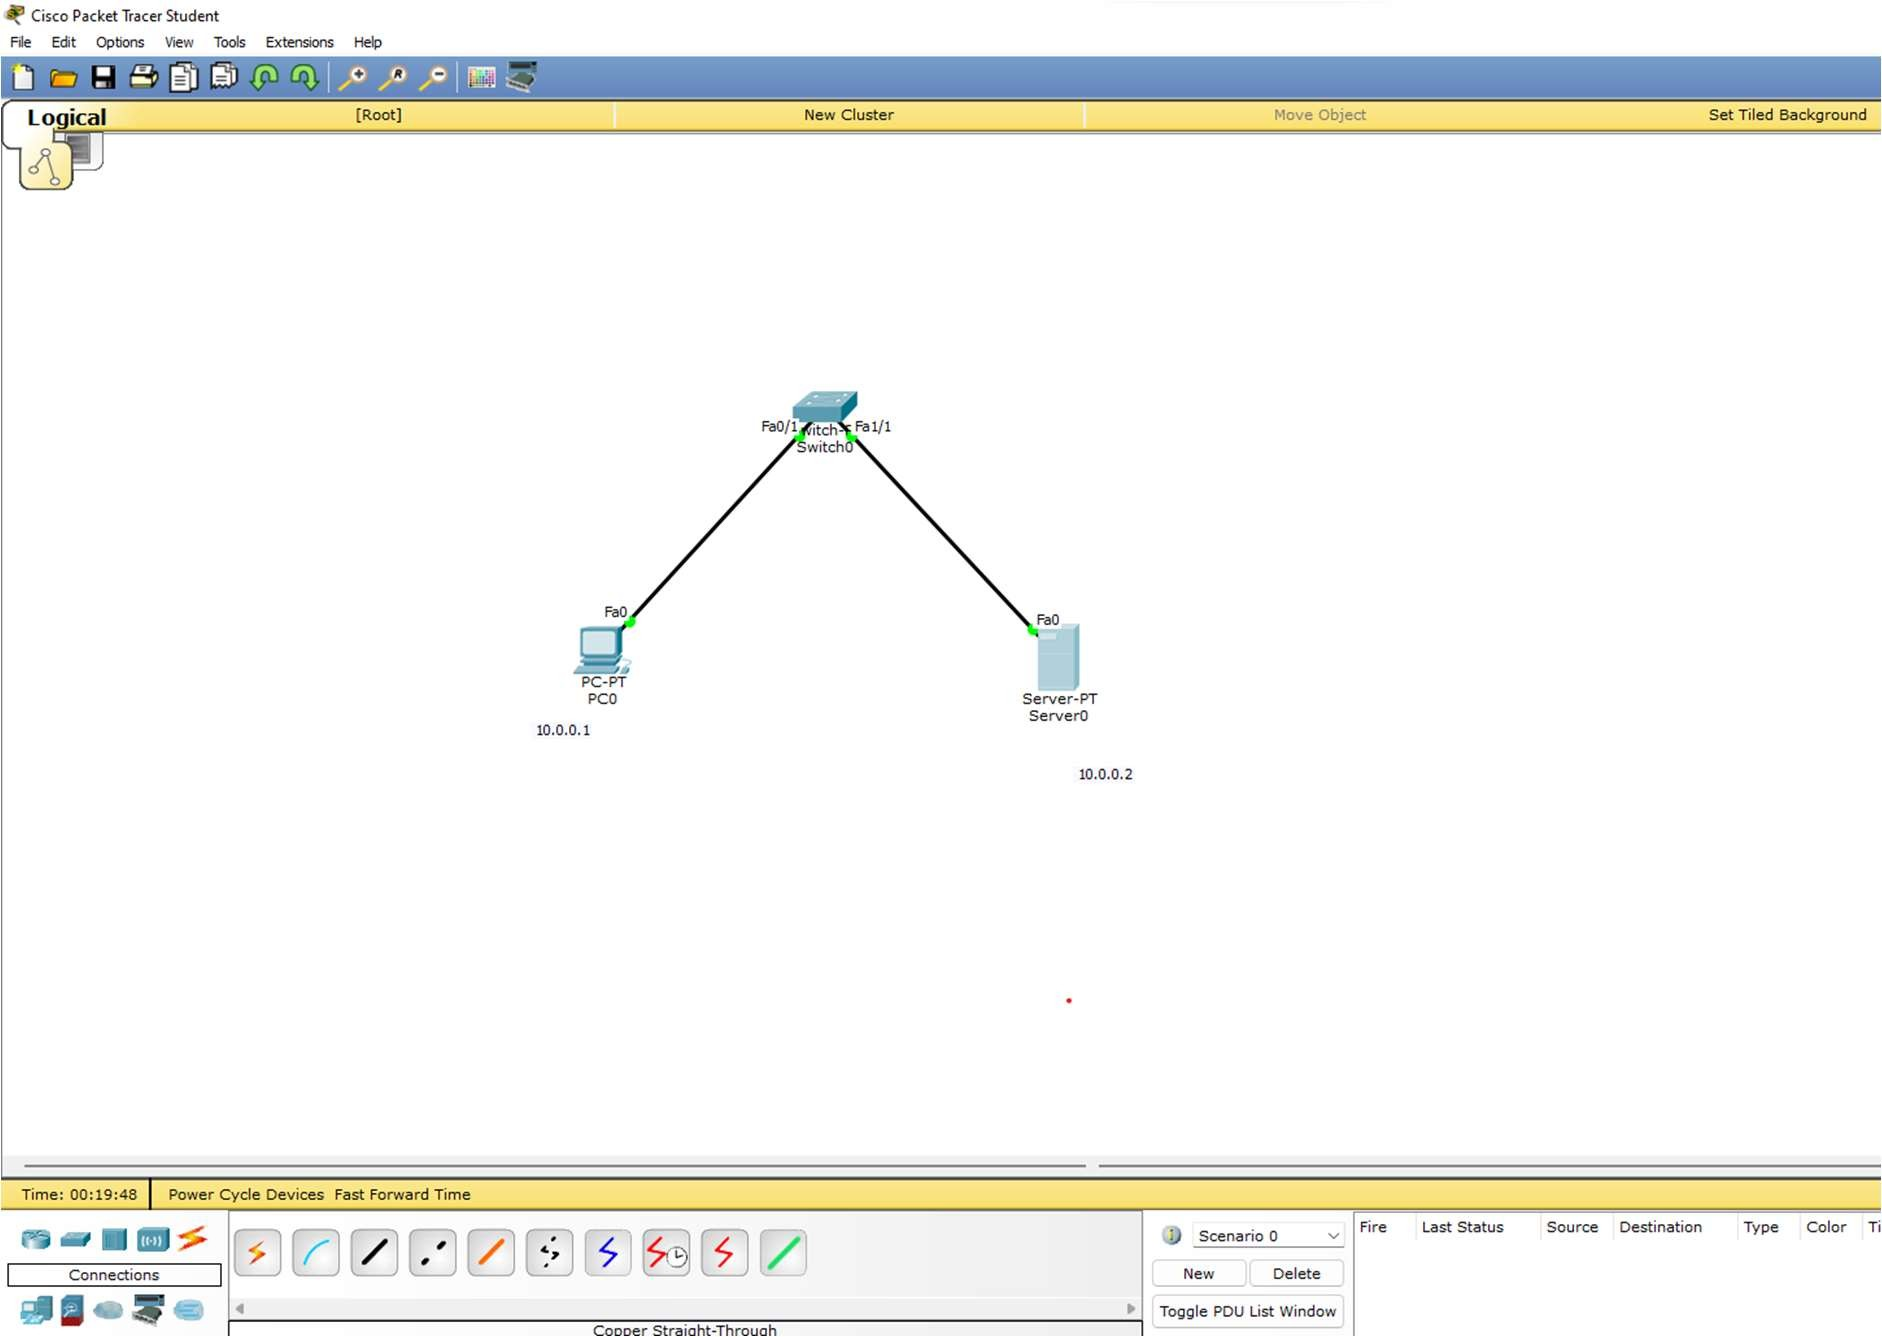 Cisco Packet Tracer Student
File Edit Options View Tools Extensions Help
Logical [Root] New Cluster Move Object Set Tiled Background
Fa0/1 Fa1/1
Switch0
Fa0
Fa0
PC-PT
PC0
Server-PT
Server0
10.0.0.1
10.0.0.2
Time: 00:19:48 Power Cycle Devices Fast Forward Time
Fire Last Status Source Destination Type Color Ti
Scenario 0
Connections
New Delete
Toggle PDU List Window
Copper Straight-Through